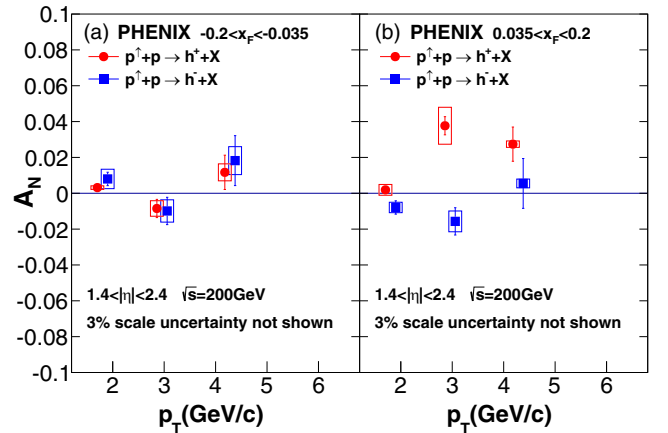 (a) PHENIX -0.2<x_F<-0.035
p↑+p → h⁺+X
p↑+p → h⁻+X
1.4<|η|<2.4 √s=200GeV
3% scale uncertainty not shown
(b) PHENIX 0.035<x_F<0.2
p↑+p → h⁺+X
p↑+p → h⁻+X
1.4<|η|<2.4 √s=200GeV
3% scale uncertainty not shown
A_N
0.1
0.08
0.06
0.04
0.02
0
-0.02
-0.04
-0.06
-0.08
-0.1
2 3 4 5 6
2 3 4 5 6
p_T(GeV/c)
p_T(GeV/c)